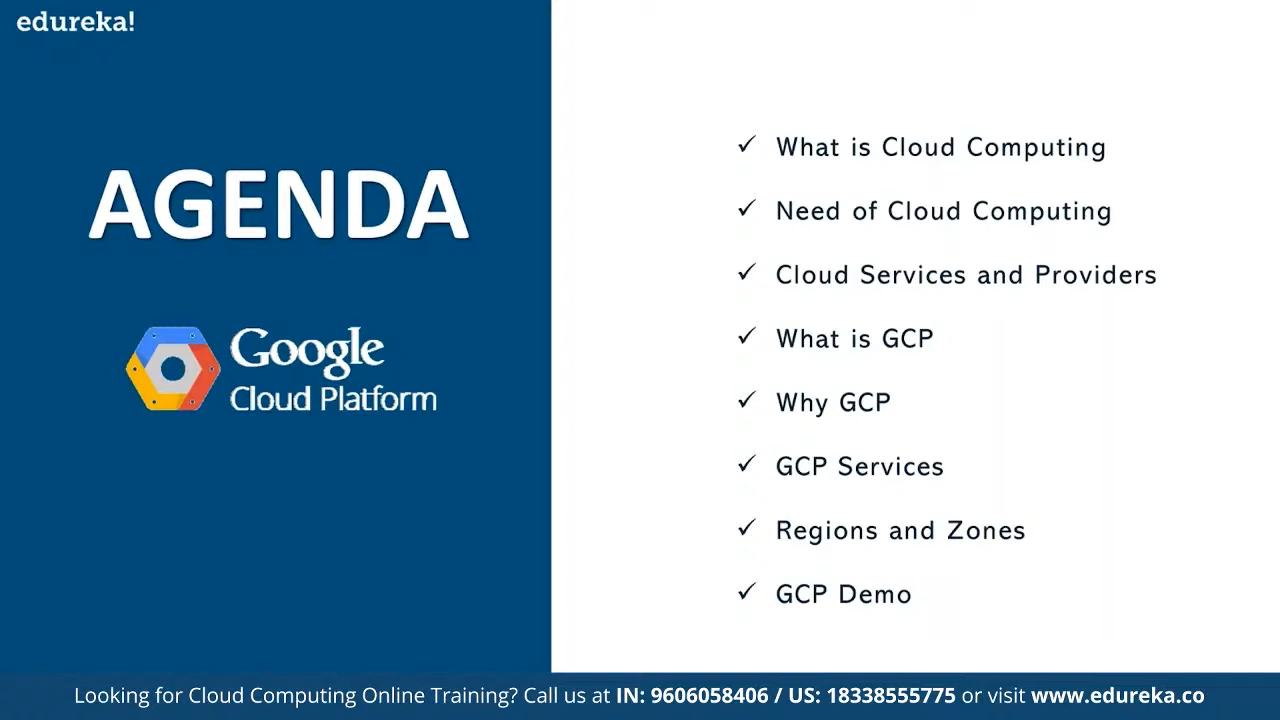 edureka!
AGENDA
Google
Cloud Platform
✓ What is Cloud Computing
✓ Need of Cloud Computing
✓ Cloud Services and Providers
✓ What is GCP
✓ Why GCP
✓ GCP Services
✓ Regions and Zones
✓ GCP Demo
Looking for Cloud Computing Online Training? Call us at IN: 9606058406 / US: 18338555775 or visit www.edureka.co